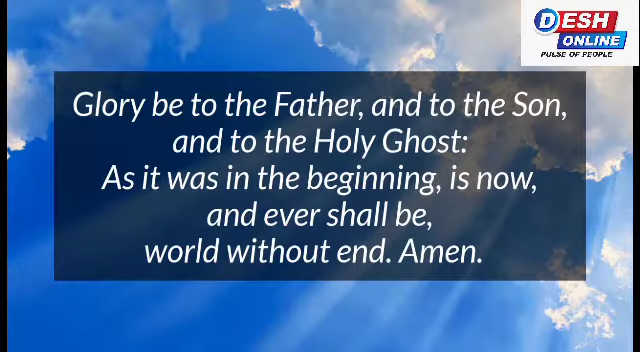 DESH
ONLINE
PULSE OF PEOPLE
Glory be to the Father, and to the Son,
and to the Holy Ghost:
As it was in the beginning, is now,
and ever shall be,
world without end. Amen.